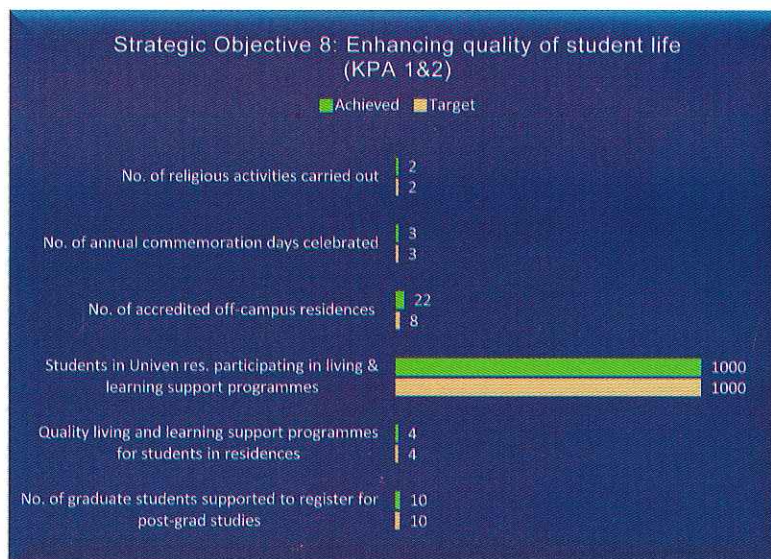 Strategic Objective 8: Enhancing quality of student life
(KPA 1&2)
Achieved Target
No. of religious activities carried out
2
2
No. of annual commemoration days celebrated
3
3
No. of accredited off-campus residences
22
8
Students in Univen res. participating in living &
learning support programmes
1000
1000
Quality living and learning support programmes
for students in residences
4
4
No. of graduate students supported to register for
post-grad studies
10
10